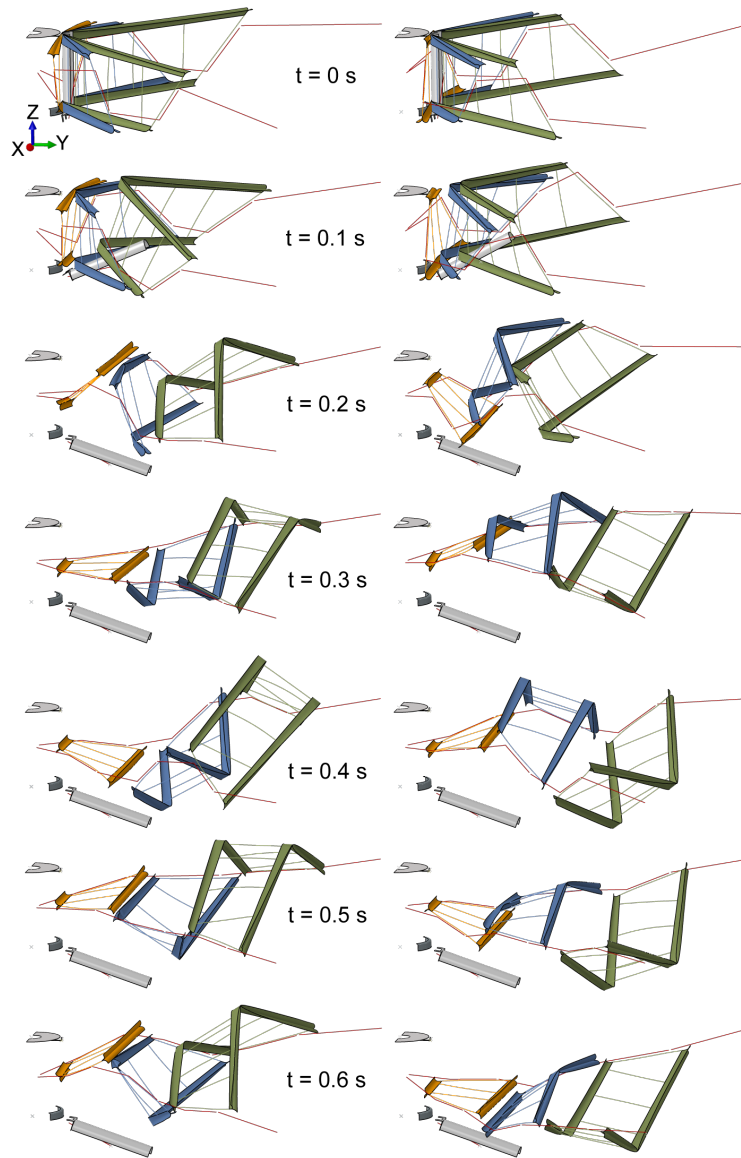 t = 0 s
Z
X
Y
t = 0.1 s
t = 0.2 s
t = 0.3 s
t = 0.4 s
t = 0.5 s
t = 0.6 s